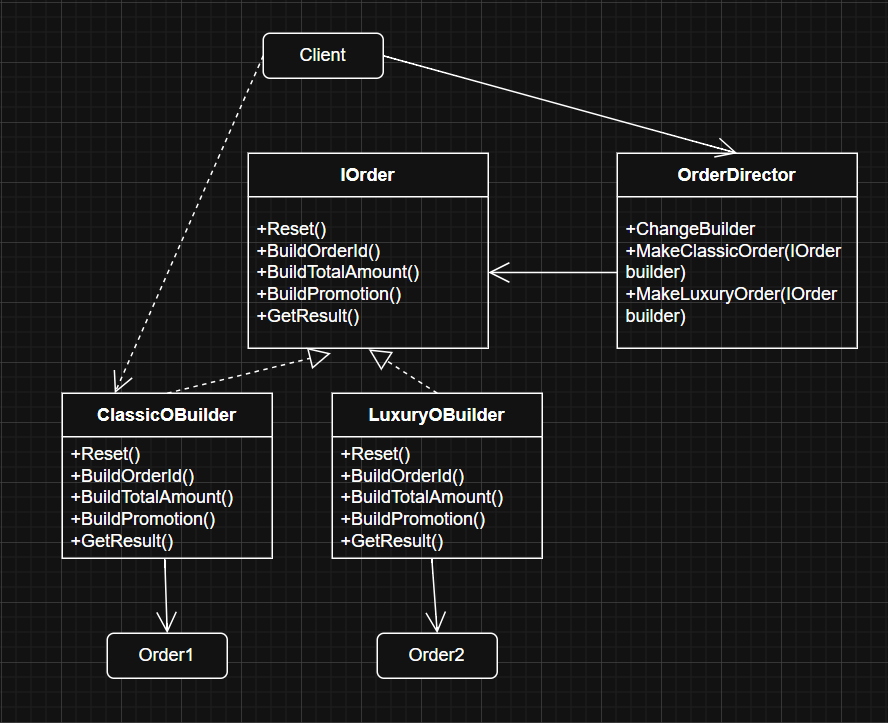 Client
IOrder
+Reset()
+BuildOrderId()
+BuildTotalAmount()
+BuildPromotion()
+GetResult()
OrderDirector
+ChangeBuilder
+MakeClassicOrder(IOrder
builder)
+MakeLuxuryOrder(IOrder
builder)
ClassicOBuilder
+Reset()
+BuildOrderId()
+BuildTotalAmount()
+BuildPromotion()
+GetResult()
LuxuryOBuilder
+Reset()
+BuildOrderId()
+BuildTotalAmount()
+BuildPromotion()
+GetResult()
Order1
Order2